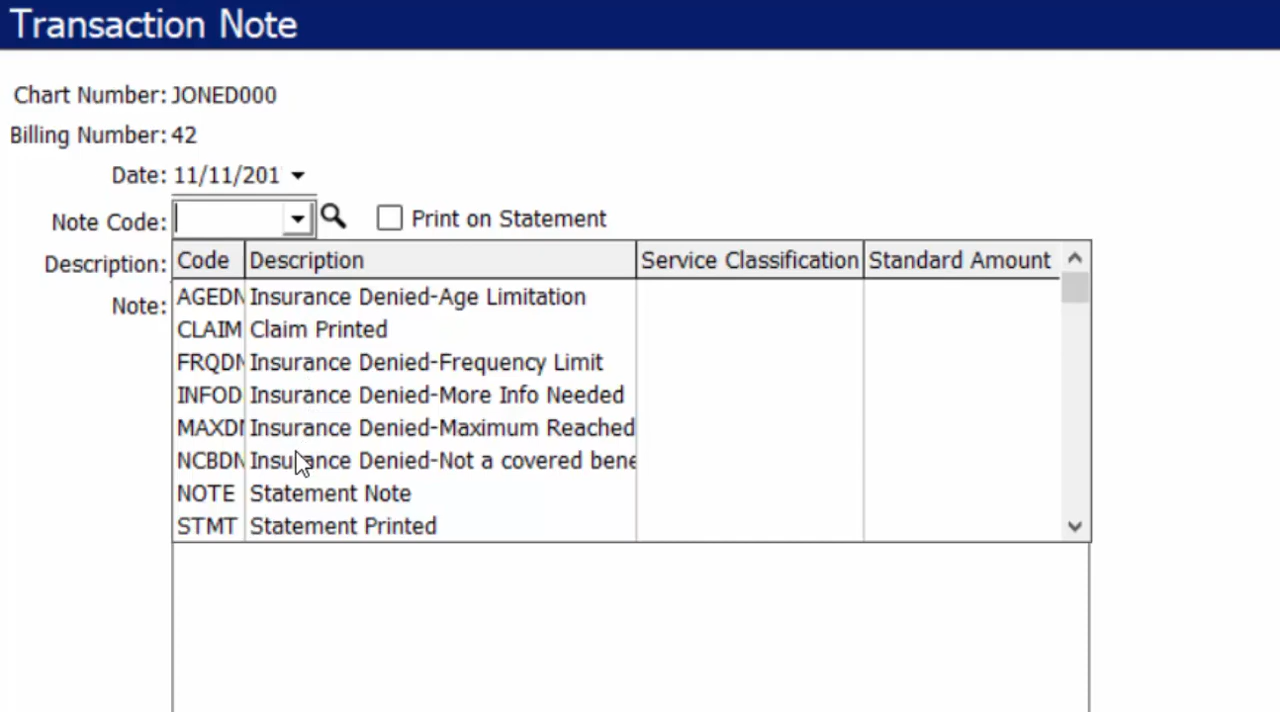 Transaction Note
Chart Number: JONED000
Billing Number: 42
Date: 11/11/201
Note Code: Print on Statement
Description:
Note:
Code Description Service Classification Standard Amount
AGEDN Insurance Denied-Age Limitation
CLAIM Claim Printed
FRQDN Insurance Denied-Frequency Limit
INFOD Insurance Denied-More Info Needed
MAXDN Insurance Denied-Maximum Reached
NCBDN Insurance Denied-Not a covered bene
NOTE Statement Note
STMT Statement Printed